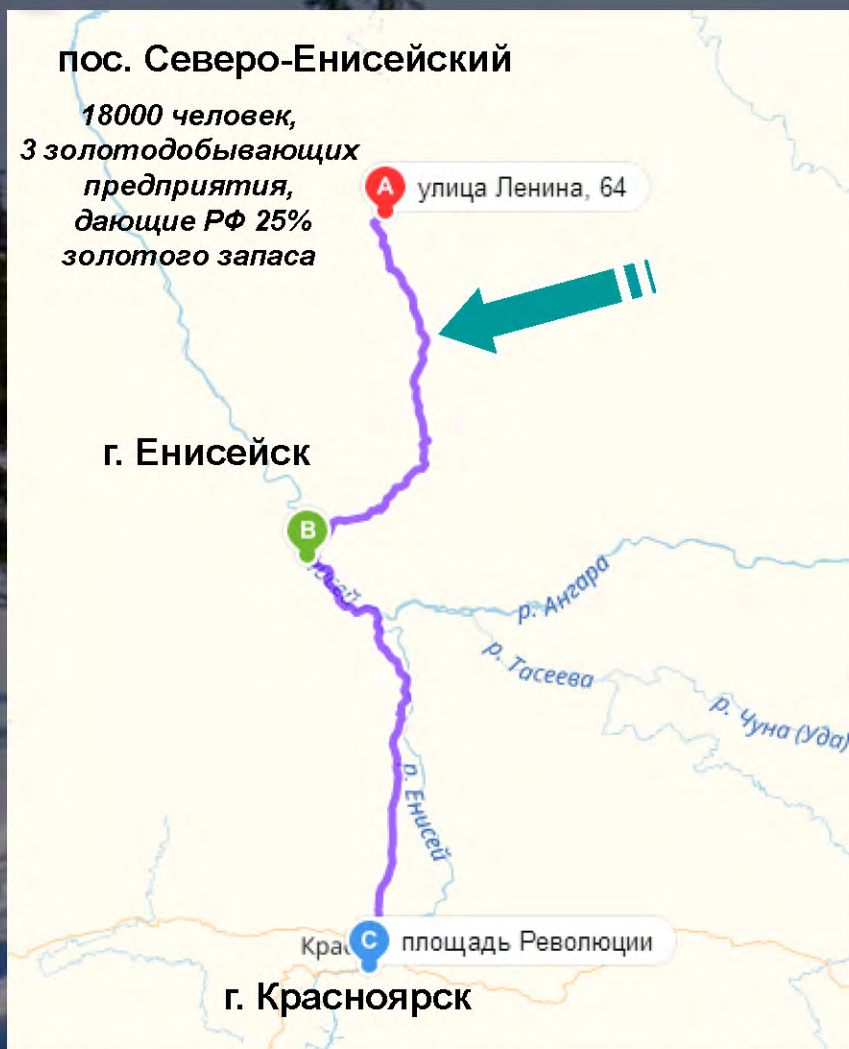 пос. Северо-Енисейский
18000 человек,
3 золотодобывающих
предприятия,
дающие РФ 25%
золотого запаса
A
улица Ленина, 64
г. Енисейск
B
р. Ангара
р. Тасеева
р. Чуна (Уда)
р. Енисей
C
площадь Революции
г. Красноярск